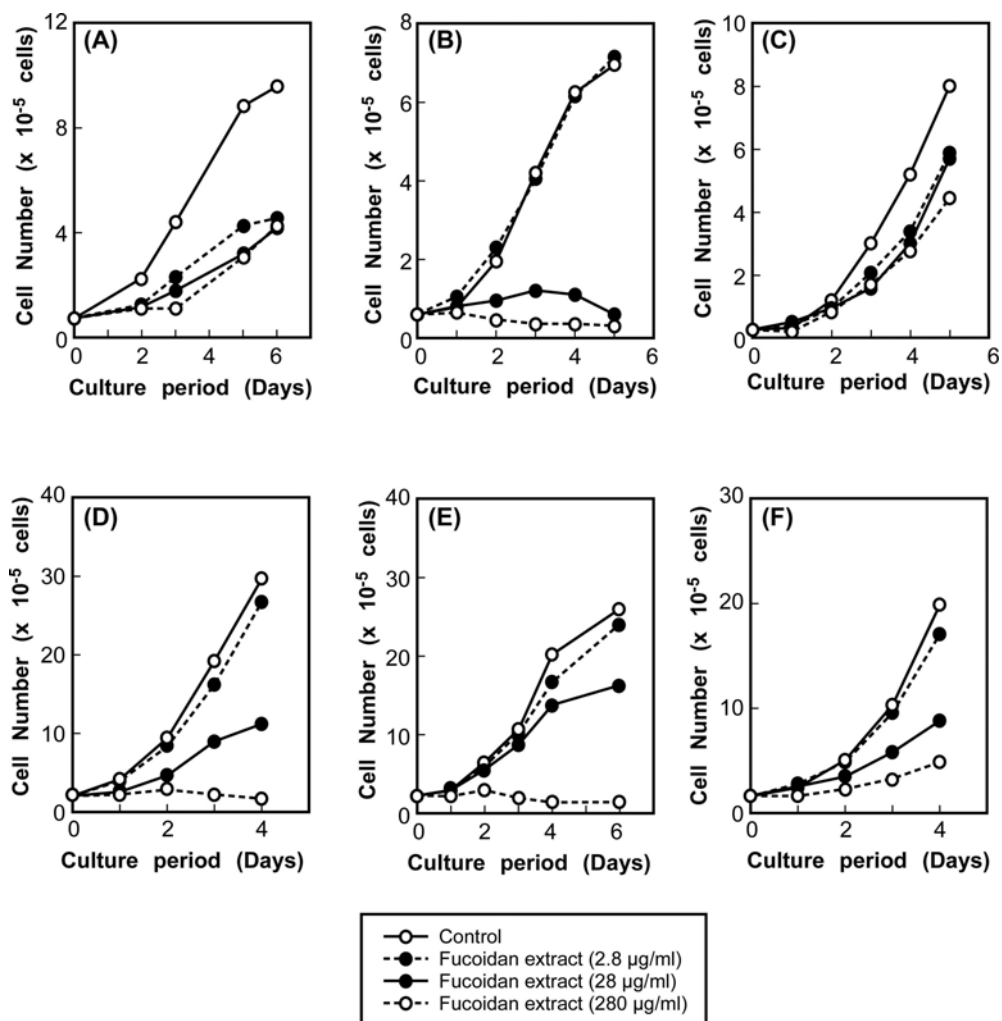 (A)
12
8
4
0
Cell Number (x 10-5 cells)
0 2 4 6
Culture period (Days)
(B)
8
6
4
2
0
Cell Number (x 10-5 cells)
0 2 4 6
Culture period (Days)
(C)
10
8
6
4
2
0
Cell Number (x 10-5 cells)
0 2 4 6
Culture period (Days)
(D)
40
30
20
10
0
Cell Number (x 10-5 cells)
0 2 4
Culture period (Days)
(E)
40
30
20
10
0
Cell Number (x 10-5 cells)
0 2 4 6
Culture period (Days)
(F)
30
20
10
0
Cell Number (x 10-5 cells)
0 2 4
Culture period (Days)
Control
Fucoidan extract (2.8 µg/ml)
Fucoidan extract (28 µg/ml)
Fucoidan extract (280 µg/ml)